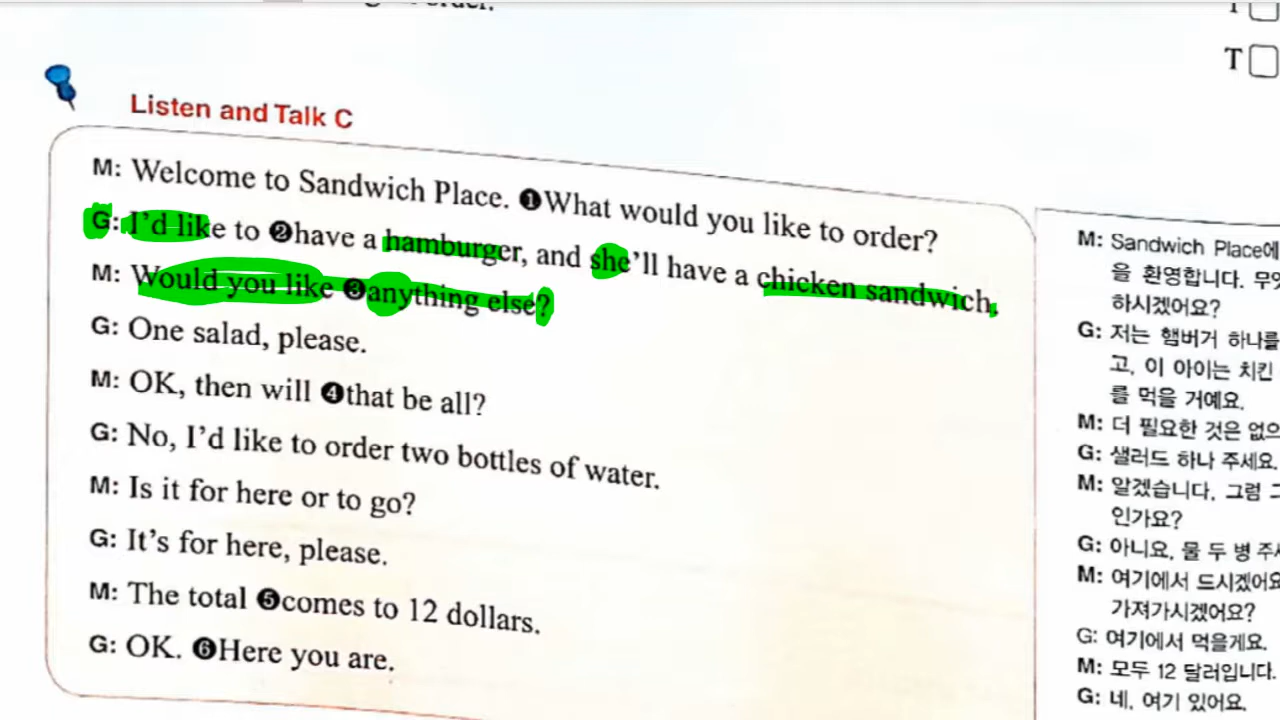 order.
T
T
Listen and Talk C
M: Welcome to Sandwich Place. ❶What would you like to order?
G: I'd like to ❷have a hamburger, and she'll have a chicken sandwich.
M: Would you like ❸anything else?
G: One salad, please.
M: OK, then will ❹that be all?
G: No, I'd like to order two bottles of water.
M: Is it for here or to go?
G: It's for here, please.
M: The total ❺comes to 12 dollars.
G: OK. ❻Here you are.
M: Sandwich Place에
을 환영합니다. 무엇
하시겠어요?
G: 저는 햄버거 하나를
고, 이 아이는 치킨
를 먹을 거예요.
M: 더 필요한 것은 없으
G: 샐러드 하나 주세요.
M: 알겠습니다. 그럼 그
인가요?
G: 아니요, 물 두 병 주세
M: 여기에서 드시겠어요
가져가시겠어요?
G: 여기에서 먹을게요.
M: 모두 12 달러입니다.
G: 네, 여기 있어요.